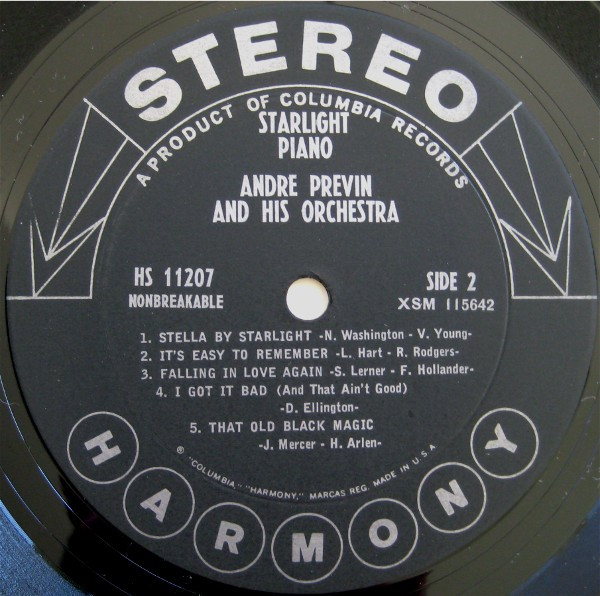 STEREO
A PRODUCT OF COLUMBIA RECORDS
STARLIGHT
PIANO
ANDRE PREVIN
AND HIS ORCHESTRA
HS 11207
NONBREAKABLE
SIDE 2
XSM 115642
1. STELLA BY STARLIGHT -N. Washington - V. Young-
2. IT'S EASY TO REMEMBER -L. Hart - R. Rodgers-
3. FALLING IN LOVE AGAIN -S. Lerner - F. Hollander-
4. I GOT IT BAD (And That Ain't Good)
-D. Ellington-
5. THAT OLD BLACK MAGIC
-J. Mercer - H. Arlen-
® "COLUMBIA," "HARMONY," MARCAS REG. MADE IN U.S.A.
HARMONY